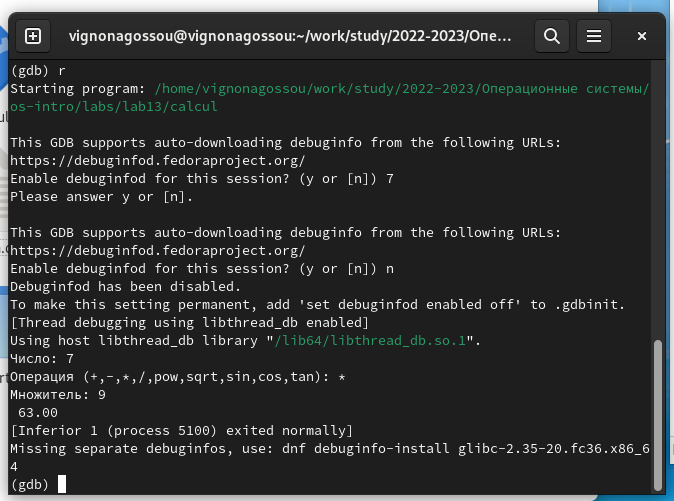 vignonagossou@vignonagossou:~/work/study/2022-2023/Опе...
(gdb) r
Starting program: /home/vignonagossou/work/study/2022-2023/Операционные системы/
os-intro/labs/lab13/calcul
This GDB supports auto-downloading debuginfo from the following URLs:
https://debuginfod.fedoraproject.org/
Enable debuginfod for this session? (y or [n]) 7
Please answer y or [n].
This GDB supports auto-downloading debuginfo from the following URLs:
https://debuginfod.fedoraproject.org/
Enable debuginfod for this session? (y or [n]) n
Debuginfod has been disabled.
To make this setting permanent, add 'set debuginfod enabled off' to .gdbinit.
[Thread debugging using libthread_db enabled]
Using host libthread_db library "/lib64/libthread_db.so.1".
Число: 7
Операция (+,-,*,/,pow,sqrt,sin,cos,tan): *
Множитель: 9
 63.00
[Inferior 1 (process 5100) exited normally]
Missing separate debuginfos, use: dnf debuginfo-install glibc-2.35-20.fc36.x86_6
4
(gdb)